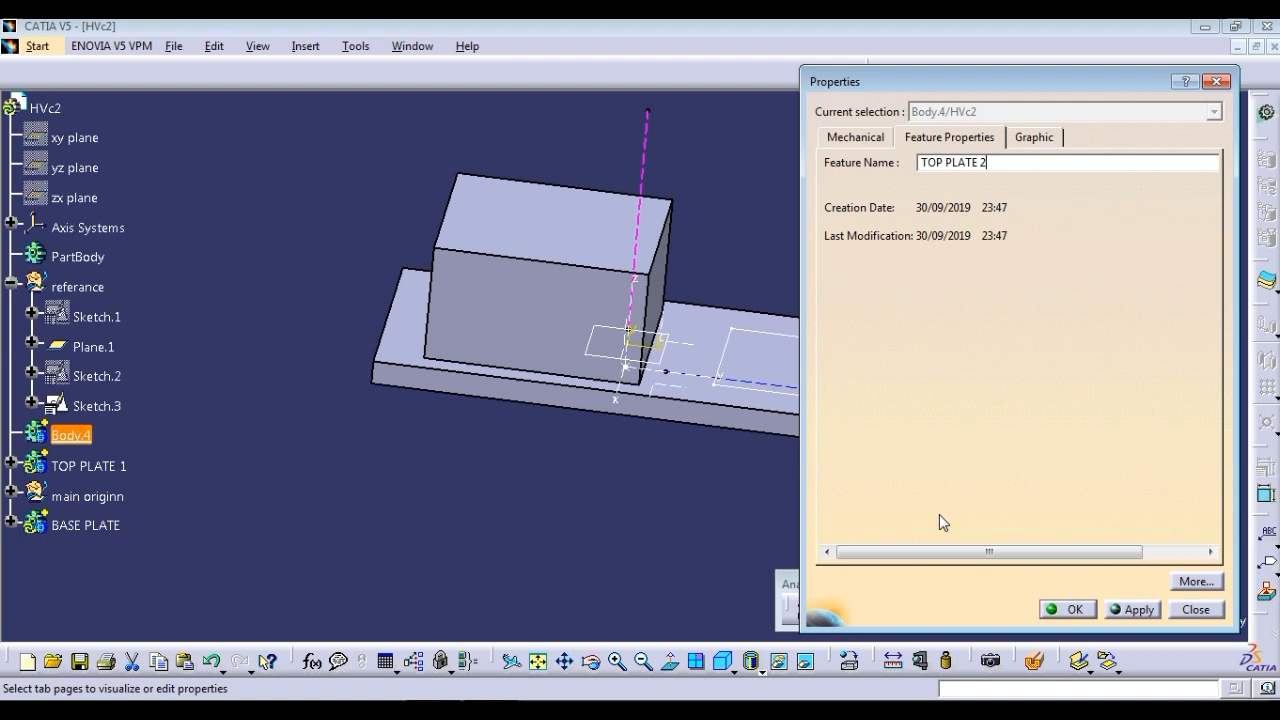 CATIA V5 - [HVc2]
Start ENOVIA V5 VPM File Edit View Insert Tools Window Help
HVc2
xy plane
yz plane
zx plane
Axis Systems
PartBody
referance
Sketch.1
Plane.1
Sketch.2
Sketch.3
Body.4
TOP PLATE 1
main originn
BASE PLATE
z
x
Ana
Properties
Current selection : Body.4/HVc2
Mechanical Feature Properties Graphic
Feature Name : TOP PLATE 2
Creation Date: 30/09/2019 23:47
Last Modification: 30/09/2019 23:47
More...
OK Apply Close
ABC
y
f(x)
CATIA
Select tab pages to visualize or edit properties